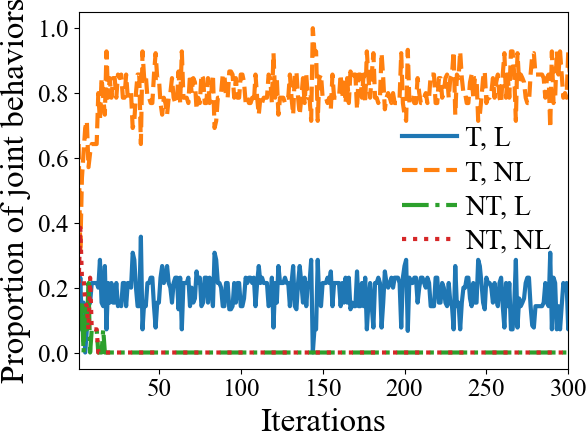 Proportion of joint behaviors
1.0
0.8
0.6
0.4
0.2
0.0
T, L
T, NL
NT, L
NT, NL
50 100 150 200 250 300
Iterations